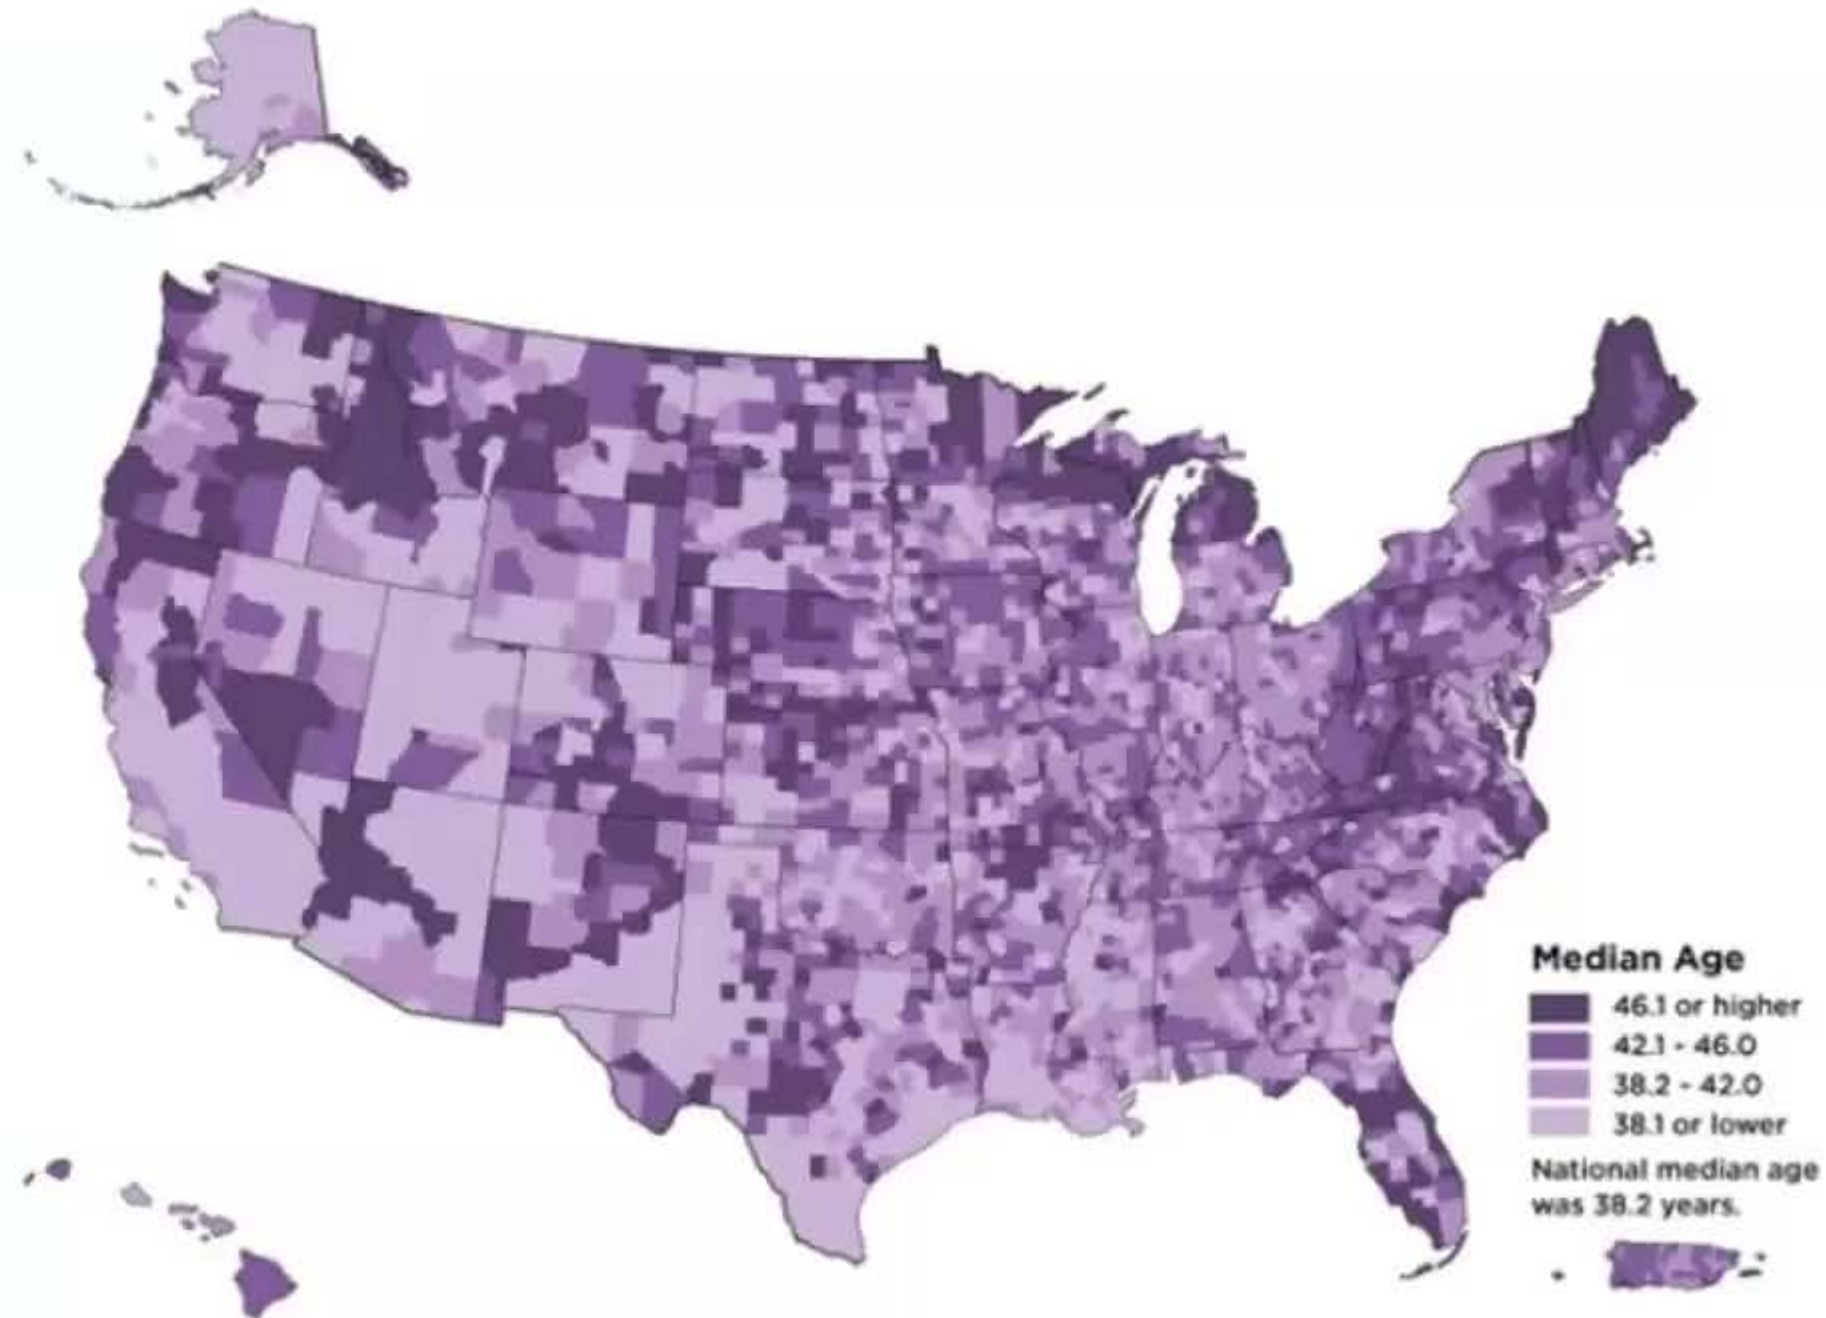 Median Age
46.1 or higher
42.1 - 46.0
38.2 - 42.0
38.1 or lower
National median age
was 38.2 years.